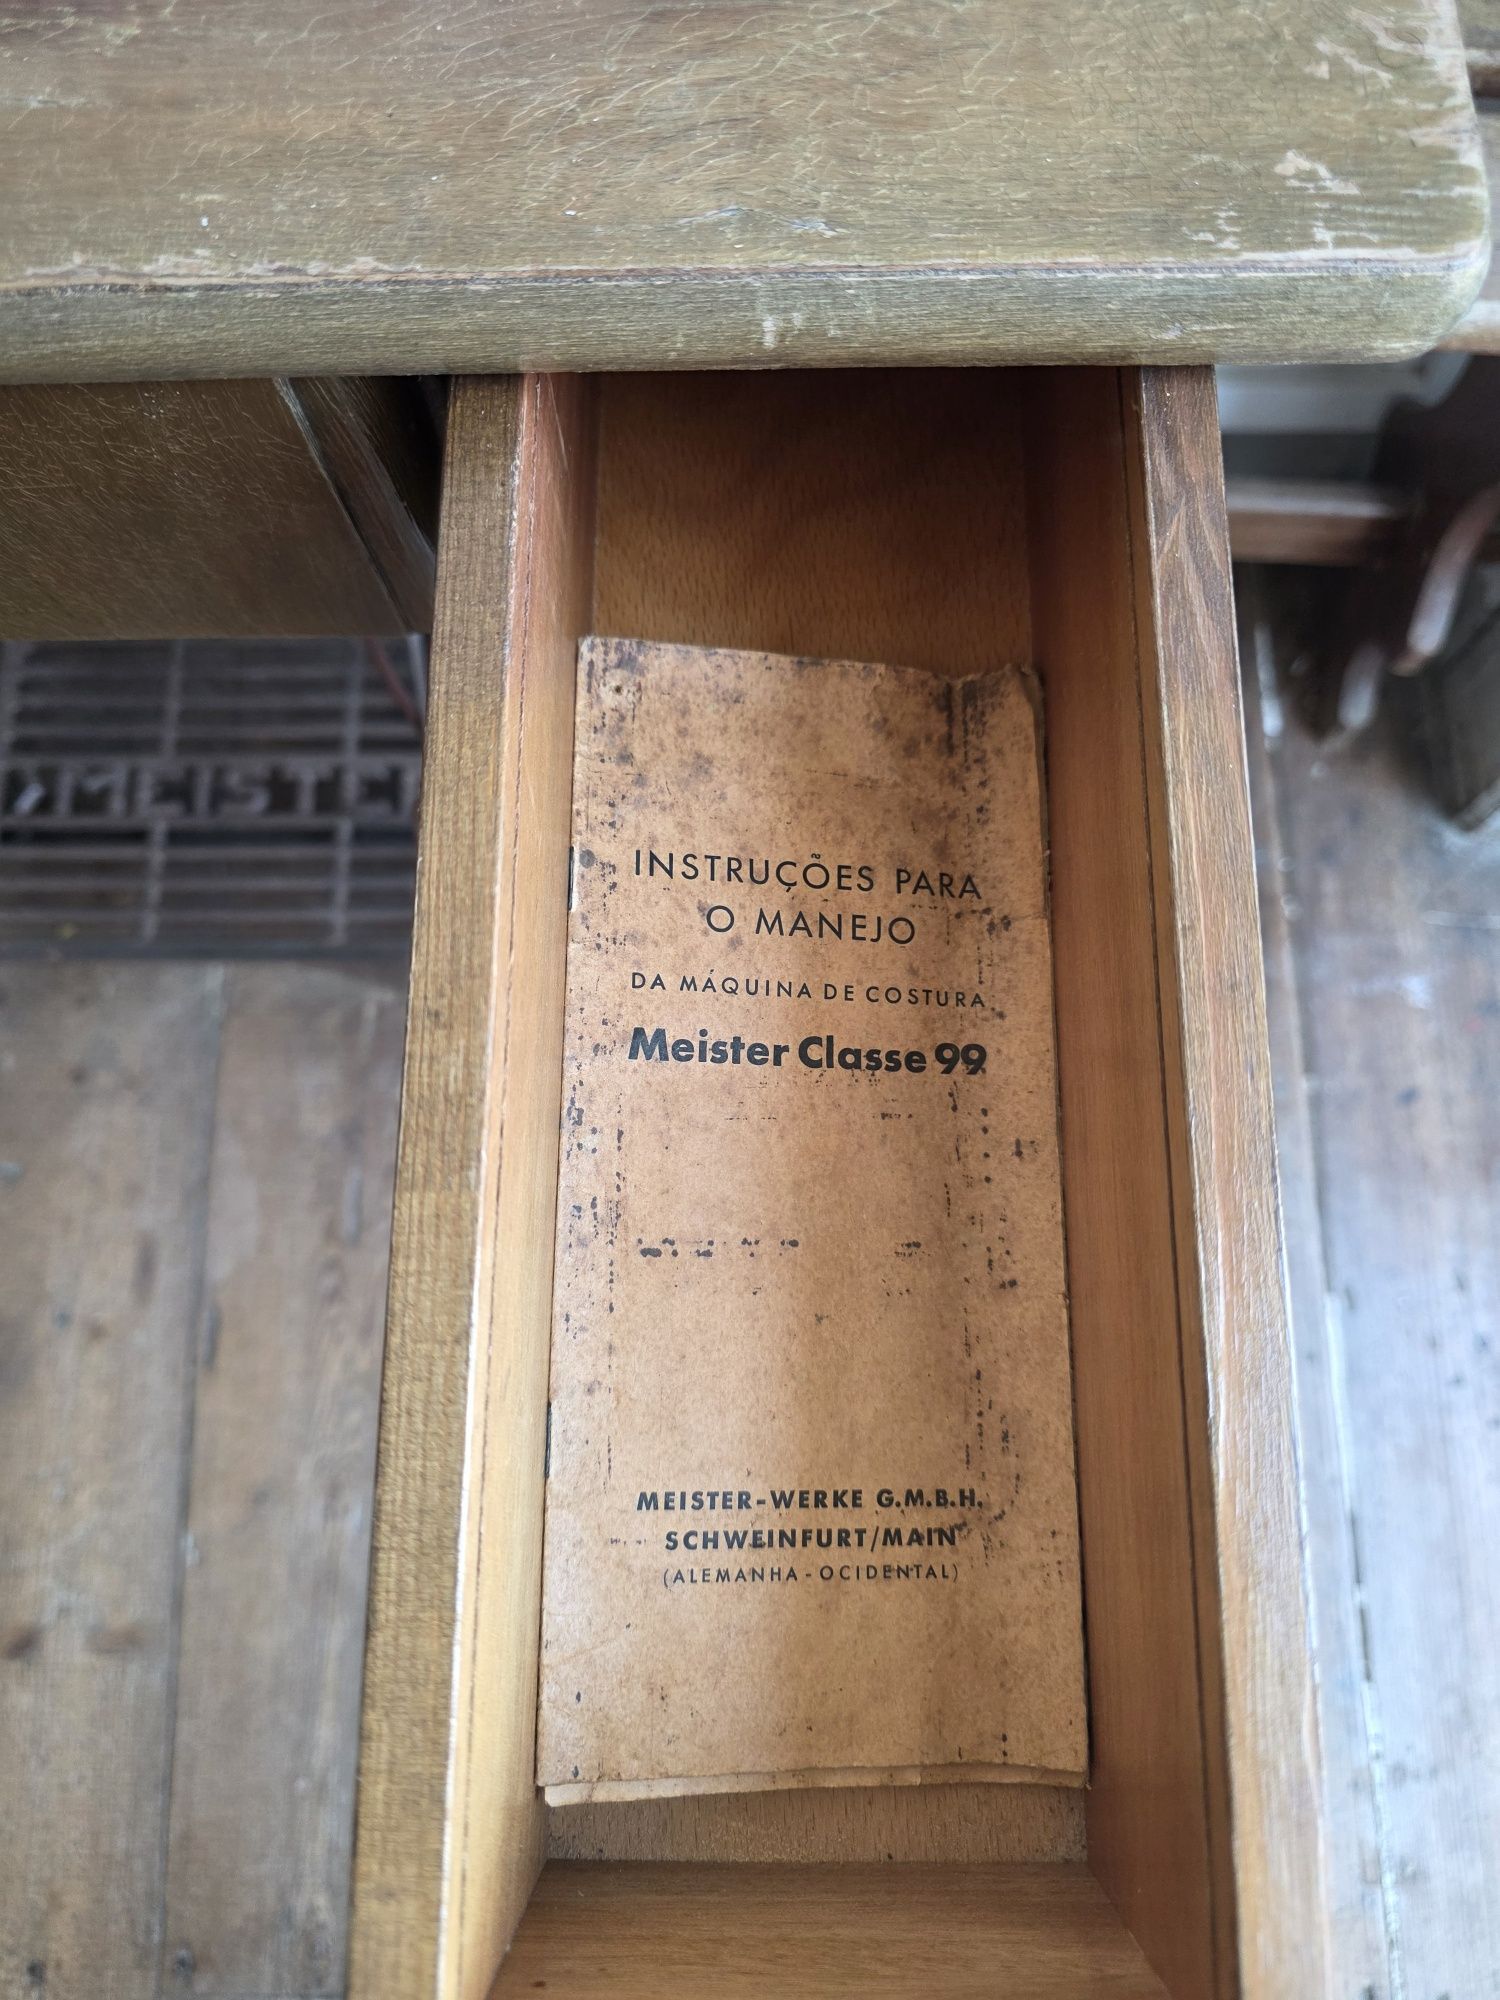 INSTRUÇÕES PARA
O MANEJO
DA MÁQUINA DE COSTURA
Meister Classe 99
MEISTER-WERKE G.M.B.H.
SCHWEINFURT/MAIN
(ALEMANHA-OCIDENTAL)
MEISTER